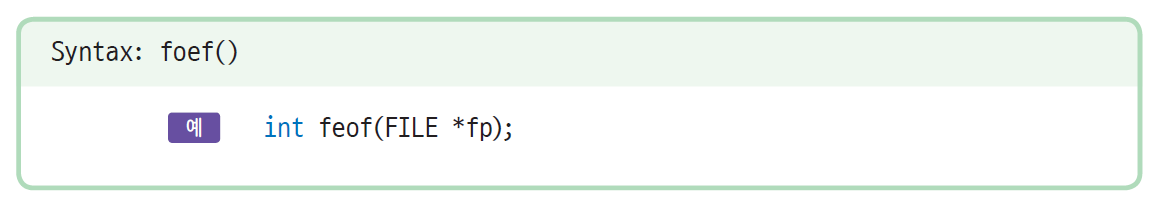 Syntax: foef()
예 int feof(FILE *fp);